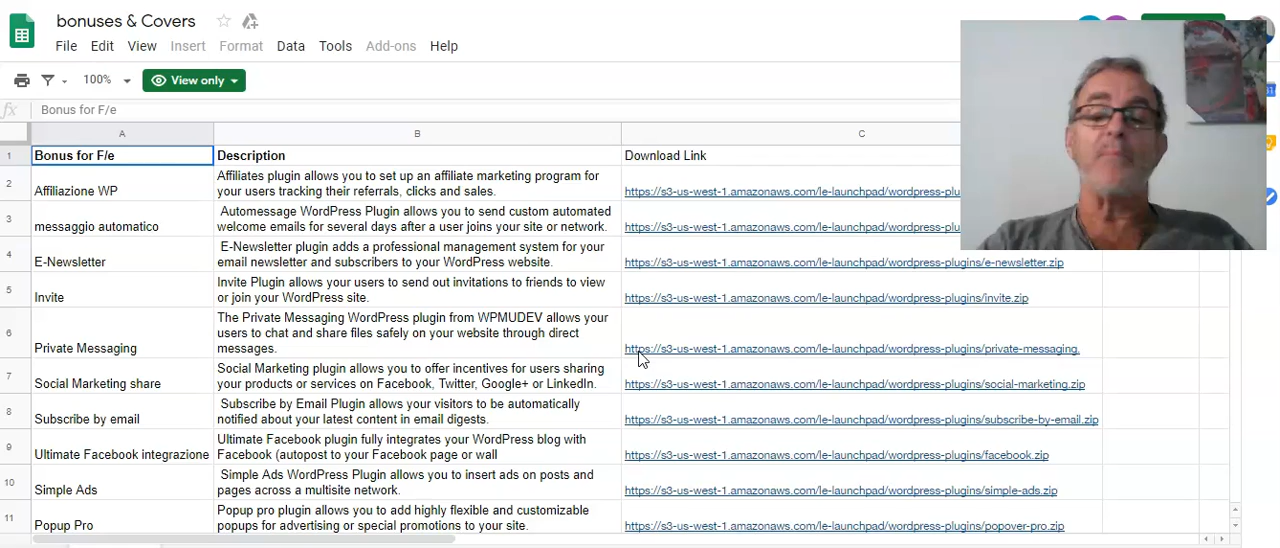 bonuses & Covers
File Edit View Insert Format Data Tools Add-ons Help
100% View only
fx Bonus for F/e
A B C
1 Bonus for F/e Description Download Link
Affiliates plugin allows you to set up an affiliate marketing program for
2 Affiliazione WP your users tracking their referrals, clicks and sales. https://s3-us-west-1.amazonaws.com/le-launchpad/wordpress-plu
Automessage WordPress Plugin allows you to send custom automated
3 messaggio automatico welcome emails for several days after a user joins your site or network. https://s3-us-west-1.amazonaws.com/le-launchpad/wordpress-plu
E-Newsletter plugin adds a professional management system for your
4 E-Newsletter email newsletter and subscribers to your WordPress website. https://s3-us-west-1.amazonaws.com/le-launchpad/wordpress-plugins/e-newsletter.zip
Invite Plugin allows your users to send out invitations to friends to view
5 Invite or join your WordPress site. https://s3-us-west-1.amazonaws.com/le-launchpad/wordpress-plugins/invite.zip
The Private Messaging WordPress plugin from WPMUDEV allows your
6 users to chat and share files safely on your website through direct
Private Messaging messages. https://s3-us-west-1.amazonaws.com/le-launchpad/wordpress-plugins/private-messaging.
Social Marketing plugin allows you to offer incentives for users sharing
7 Social Marketing share your products or services on Facebook, Twitter, Google+ or LinkedIn. https://s3-us-west-1.amazonaws.com/le-launchpad/wordpress-plugins/social-marketing.zip
Subscribe by Email Plugin allows your visitors to be automatically
8 Subscribe by email notified about your latest content in email digests. https://s3-us-west-1.amazonaws.com/le-launchpad/wordpress-plugins/subscribe-by-email.zip
Ultimate Facebook plugin fully integrates your WordPress blog with
9 Ultimate Facebook integrazione Facebook (autopost to your Facebook page or wall https://s3-us-west-1.amazonaws.com/le-launchpad/wordpress-plugins/facebook.zip
Simple Ads WordPress Plugin allows you to insert ads on posts and
10 Simple Ads pages across a multisite network. https://s3-us-west-1.amazonaws.com/le-launchpad/wordpress-plugins/simple-ads.zip
Popup pro plugin allows you to add highly flexible and customizable
11 Popup Pro popups for advertising or special promotions to your site. https://s3-us-west-1.amazonaws.com/le-launchpad/wordpress-plugins/popover-pro.zip